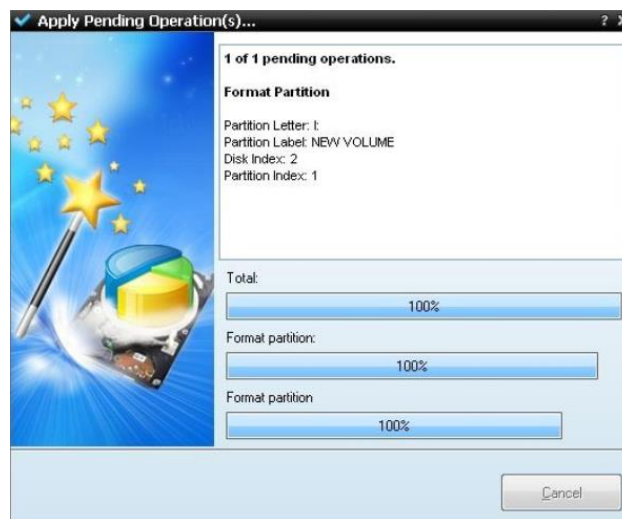 Apply Pending Operation(s)...
1 of 1 pending operations.
Format Partition
Partition Letter: I:
Partition Label: NEW VOLUME
Disk Index: 2
Partition Index: 1
Total:
100%
Format partition:
100%
Format partition
100%
Cancel